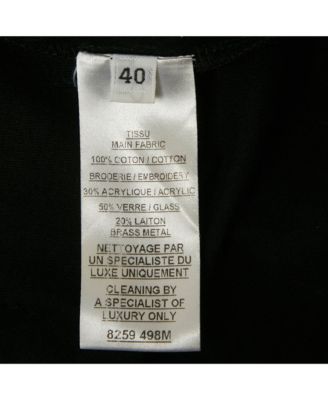 40
TISSU
MAIN FABRIC
100% COTON / COTTON
BRODERIE / EMBROIDERY
30% ACRYLIQUE / ACRYLIC
50% VERRE / GLASS
20% LAITON
BRASS METAL
NETTOYAGE PAR
UN SPECIALISTE DU
LUXE UNIQUEMENT
CLEANING BY
A SPECIALIST OF
LUXURY ONLY
8259 498M